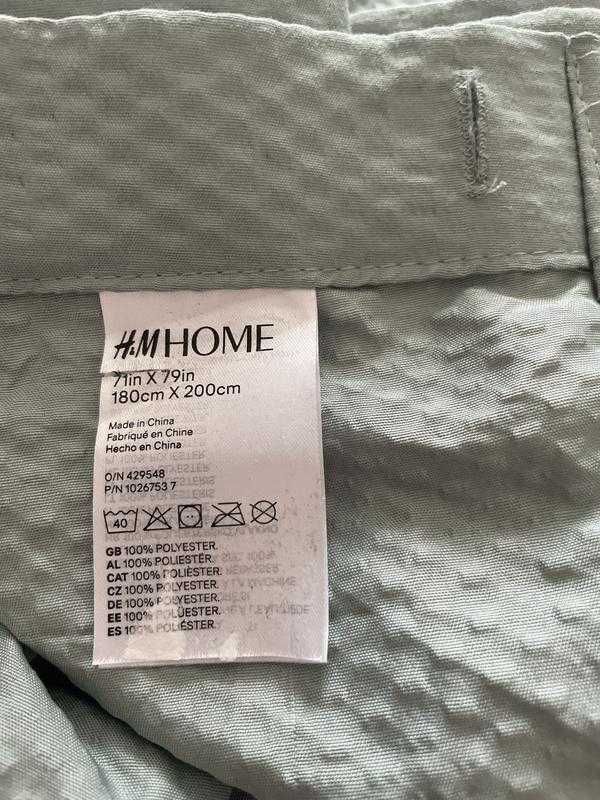 H&M HOME
71in X 79in
180cm X 200cm
Made in China
Fabriqué en Chine
Hecho en China
O/N 429548
P/N 1026753 7
40
GB 100% POLYESTER.
AL 100% POLIESTËR.
CAT 100% POLIÈSTER.
CZ 100% POLYESTER.
DE 100% POLYESTER.
EE 100% POLÜESTER.
ES 100% POLIÉSTER.